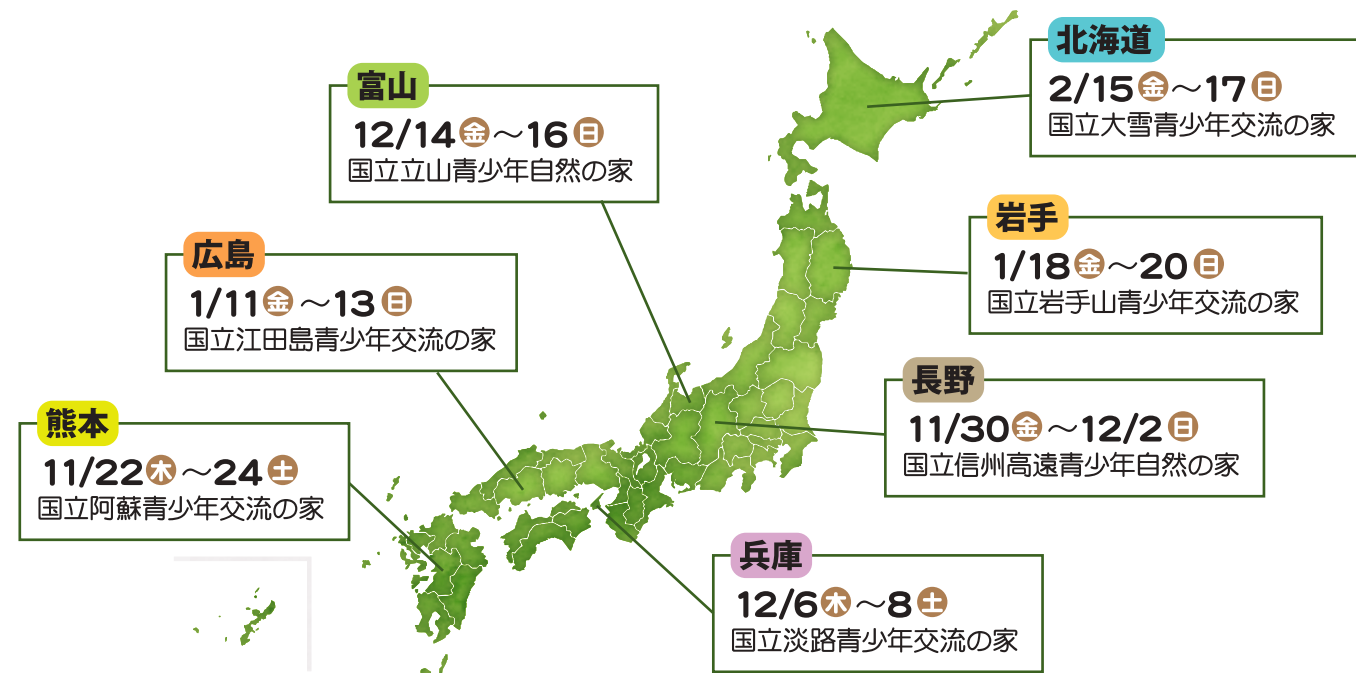 北海道
2/15金～17日
国立大雪青少年交流の家
富山
12/14金～16日
国立立山青少年自然の家
岩手
1/18金～20日
国立岩手山青少年交流の家
広島
1/11金～13日
国立江田島青少年交流の家
長野
11/30金～12/2日
国立信州高遠青少年自然の家
熊本
11/22木～24土
国立阿蘇青少年交流の家
兵庫
12/6木～8土
国立淡路青少年交流の家